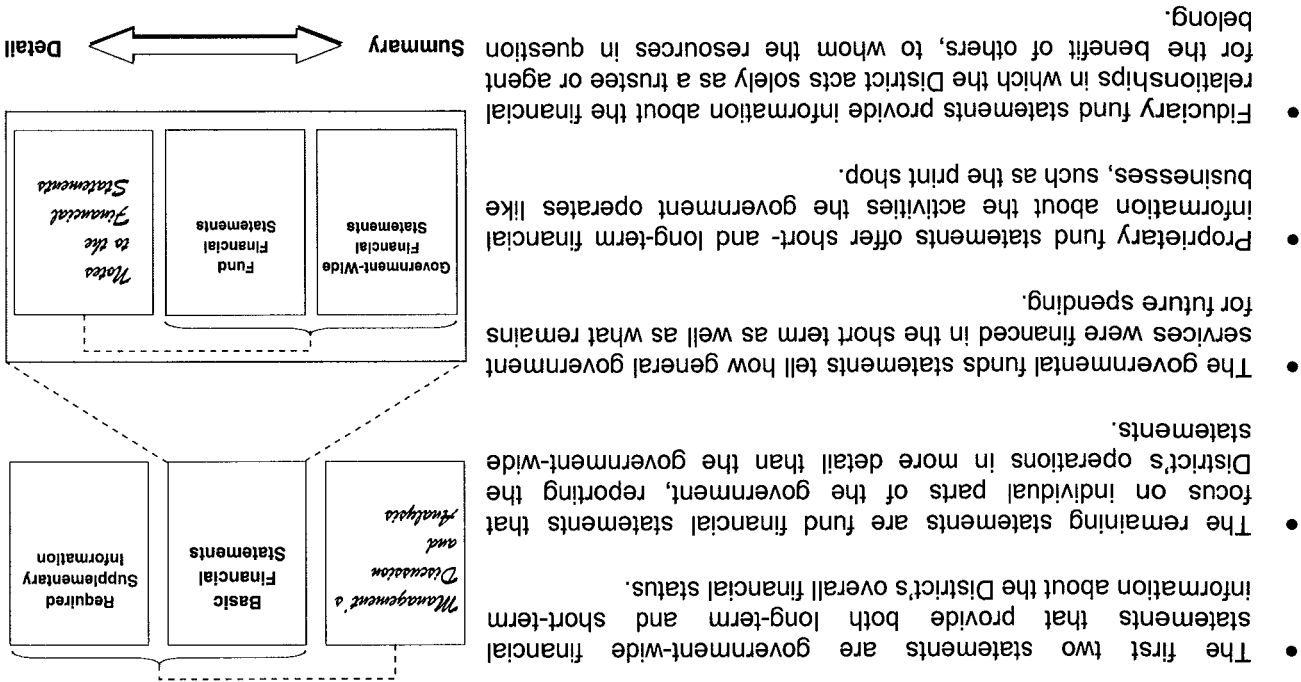 • The first two statements are government-wide financial
statements that provide both long-term and short-term
information about the District's overall financial status.
• The remaining statements are fund financial statements that
focus on individual parts of the government, reporting the
District's operations in more detail than the government-wide
statements.
• The governmental funds statements tell how general government
services were financed in the short term as well as what remains
for future spending.
• Proprietary fund statements offer short- and long-term financial
information about the activities the government operates like
businesses, such as the print shop.
• Fiduciary fund statements provide information about the financial
relationships in which the District acts solely as a trustee or agent
for the benefit of others, to whom the resources in question
belong.
Management's
Discussion
and
Analysis
Basic
Financial
Statements
Required
Supplementary
Information
Government-Wide
Financial
Statements
Fund
Financial
Statements
Notes
to the
Financial
Statements
Summary
Detail